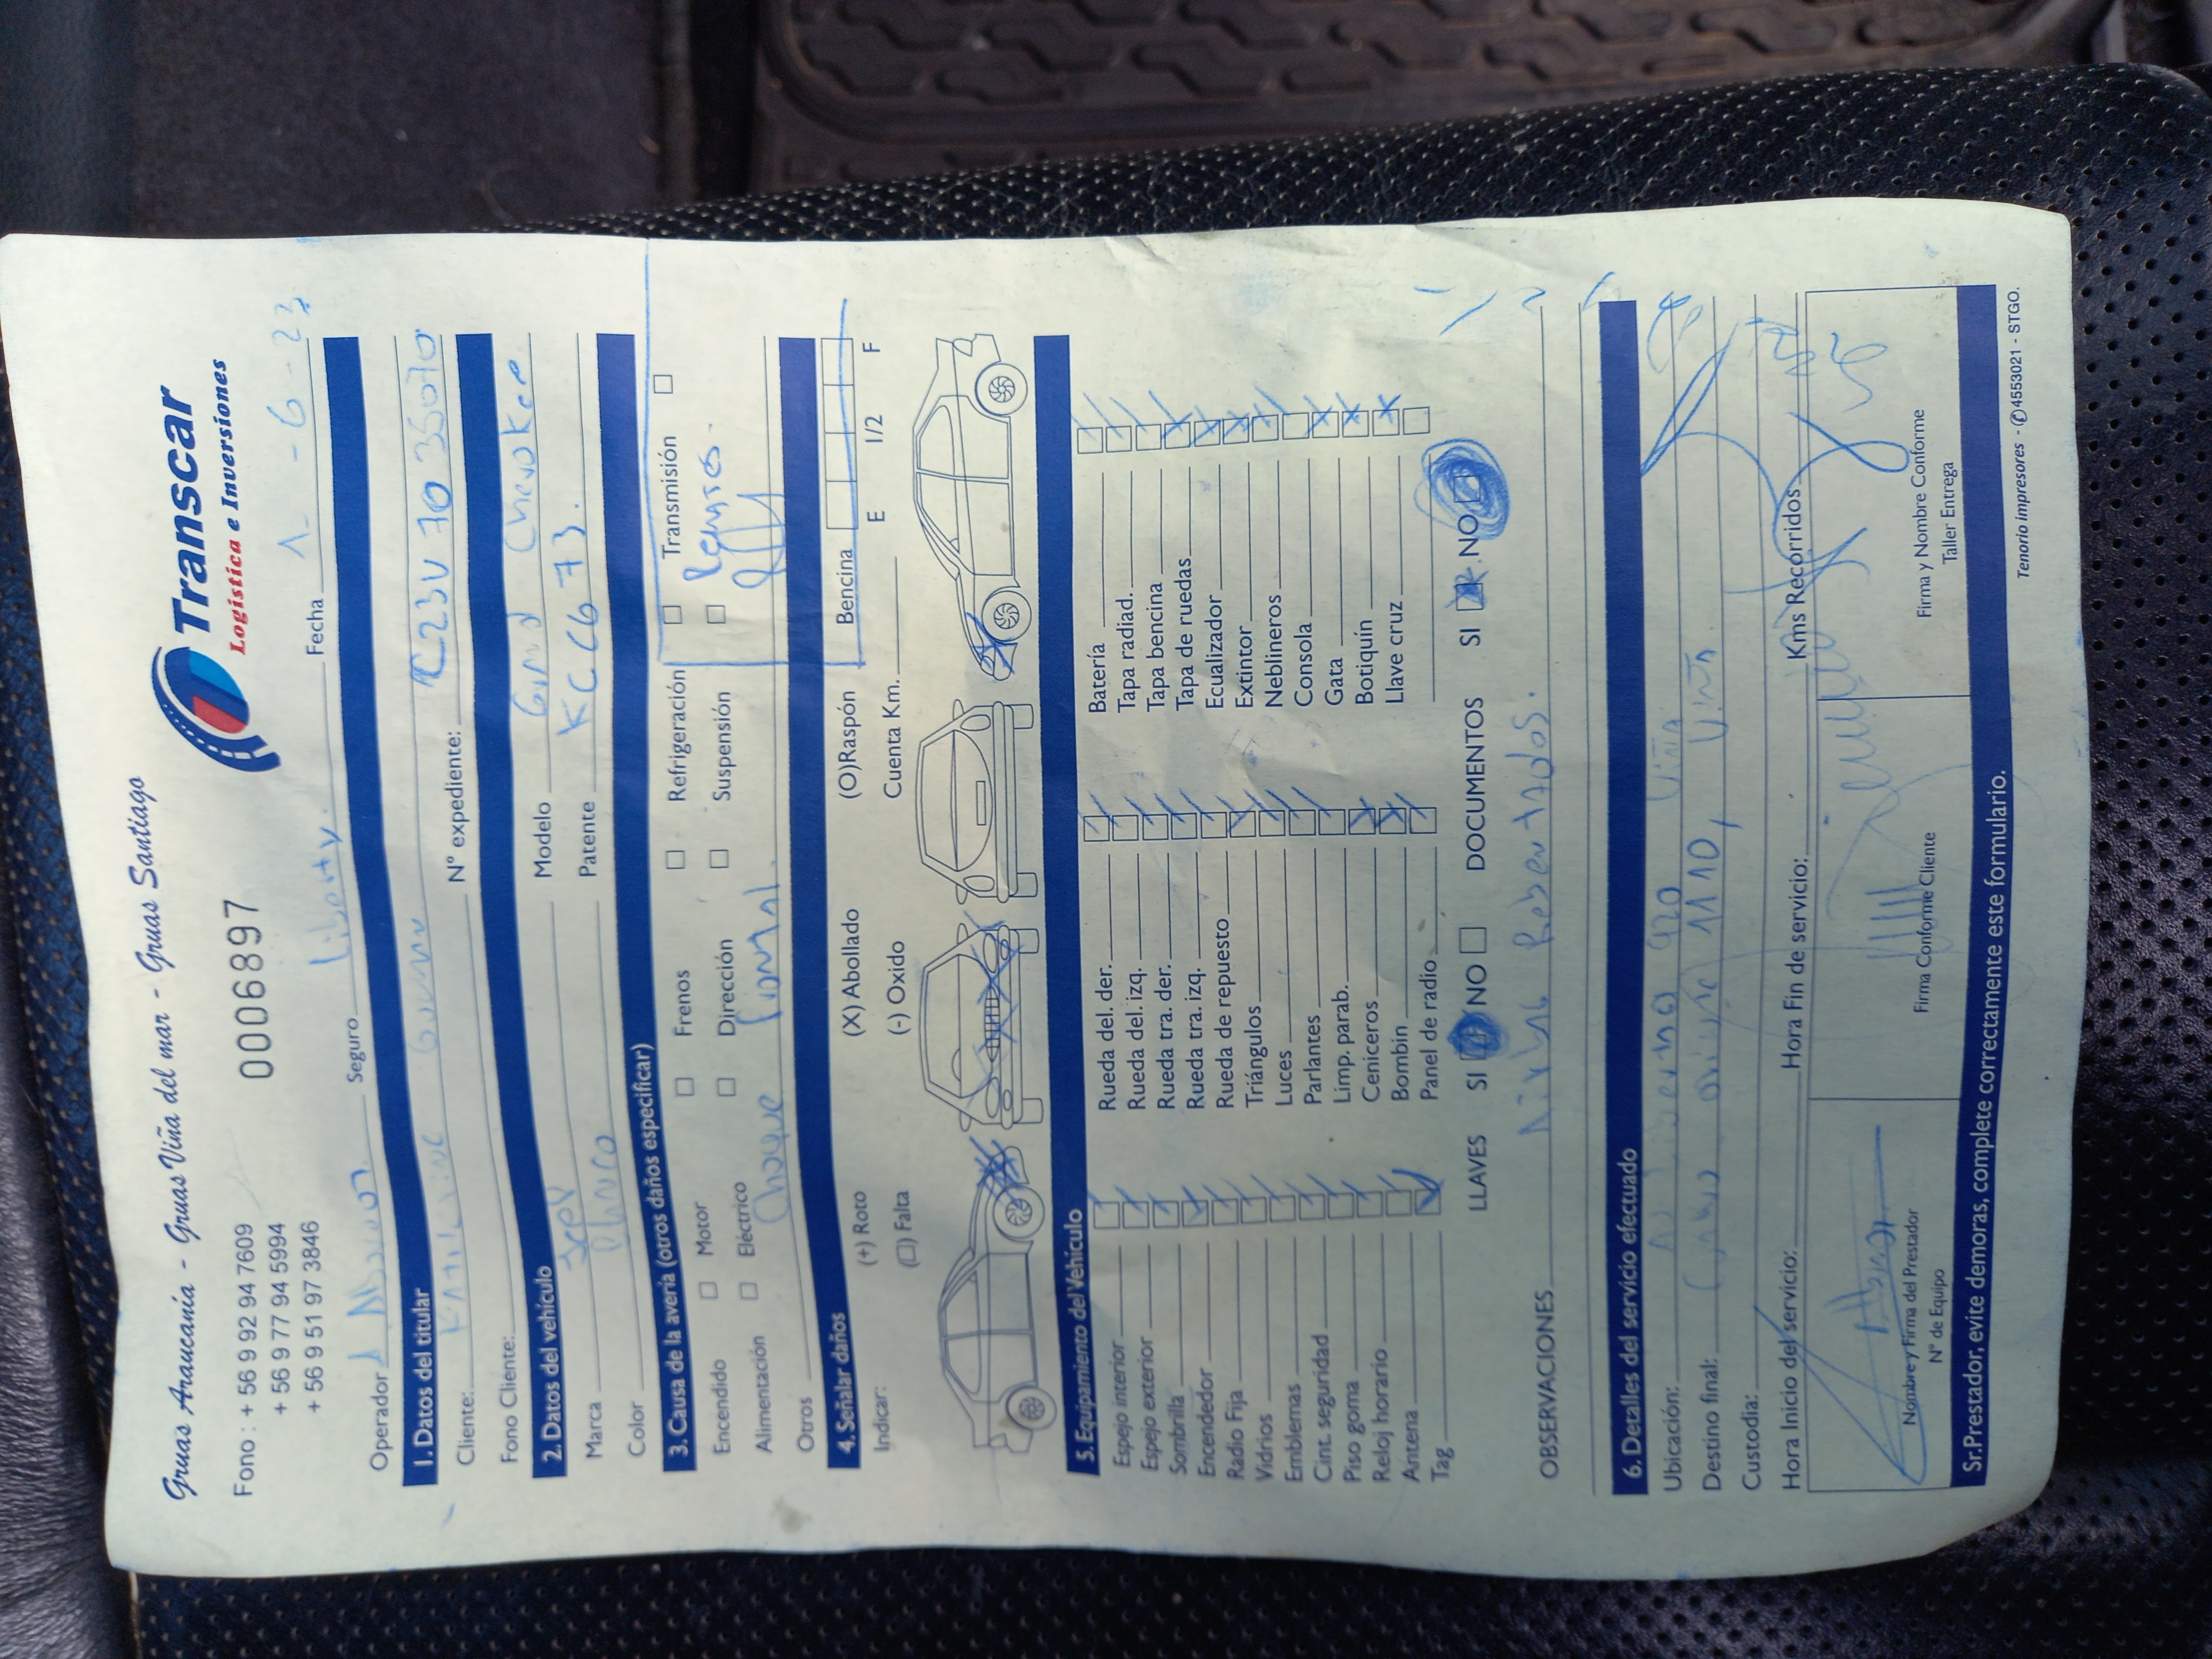 Gruas Araucanía - Gruas Viña del mar - Gruas Santiago
Transcar
Logística e Inversiones
Fono : + 56 9 92 94 7609
+ 56 9 77 94 5994
+ 56 9 51 97 3846
0006897
Fecha 1 - 6 - 23
Operador Seguro Liberty.
1. Datos del titular
Cliente: N° expediente:
Fono Cliente:
2. Datos del vehículo
Marca Jeep Modelo Grand Cherokee
Color Blanco Patente KCGB73.
3. Causa de la avería (otros daños especificar)
Encendido Motor Frenos Refrigeración Transmisión
Alimentación Eléctrico Dirección Suspensión
Otros Choque Frontal.
4. Señalar daños
Indicar: (+) Roto (X) Abollado (O) Raspón Bencina
(□) Falta (-) Oxido Cuenta Km. E 1/2 F
5. Equipamiento del Vehículo
Espejo interior Rueda del. der. Batería
Espejo exterior Rueda del. izq. Tapa radiad.
Sombrilla Rueda tra. der. Tapa bencina
Encendedor Rueda tra. izq. Tapa de ruedas
Radio Fija Rueda de repuesto Ecualizador
Vidrios Triángulos Extintor
Emblemas Luces Neblineros
Cint. seguridad Parlantes Consola
Piso goma Limp. parab. Gata
Reloj horario Ceniceros Botiquín
Antena Bombin Llave cruz
Tag Panel de radio
LLAVES SI NO DOCUMENTOS SI NO
OBSERVACIONES Airbag Reventados.
6. Detalles del servicio efectuado
Ubicación: 920 Viña
Destino final: 1110, Viña.
Custodia:
Hora Inicio del servicio: Hora Fin de servicio: Kms Recorridos
Nombre y Firma del Prestador Firma Conforme Cliente Firma y Nombre Conforme
N° de Equipo Taller Entrega
Sr.Prestador, evite demoras, complete correctamente este formulario.
Tenorio impresores - ✆4553021 - STGO.